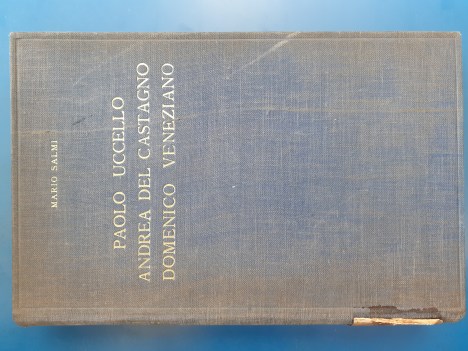 MARIO SALMI
PAOLO UCCELLO
ANDREA DEL CASTAGNO
DOMENICO VENEZIANO